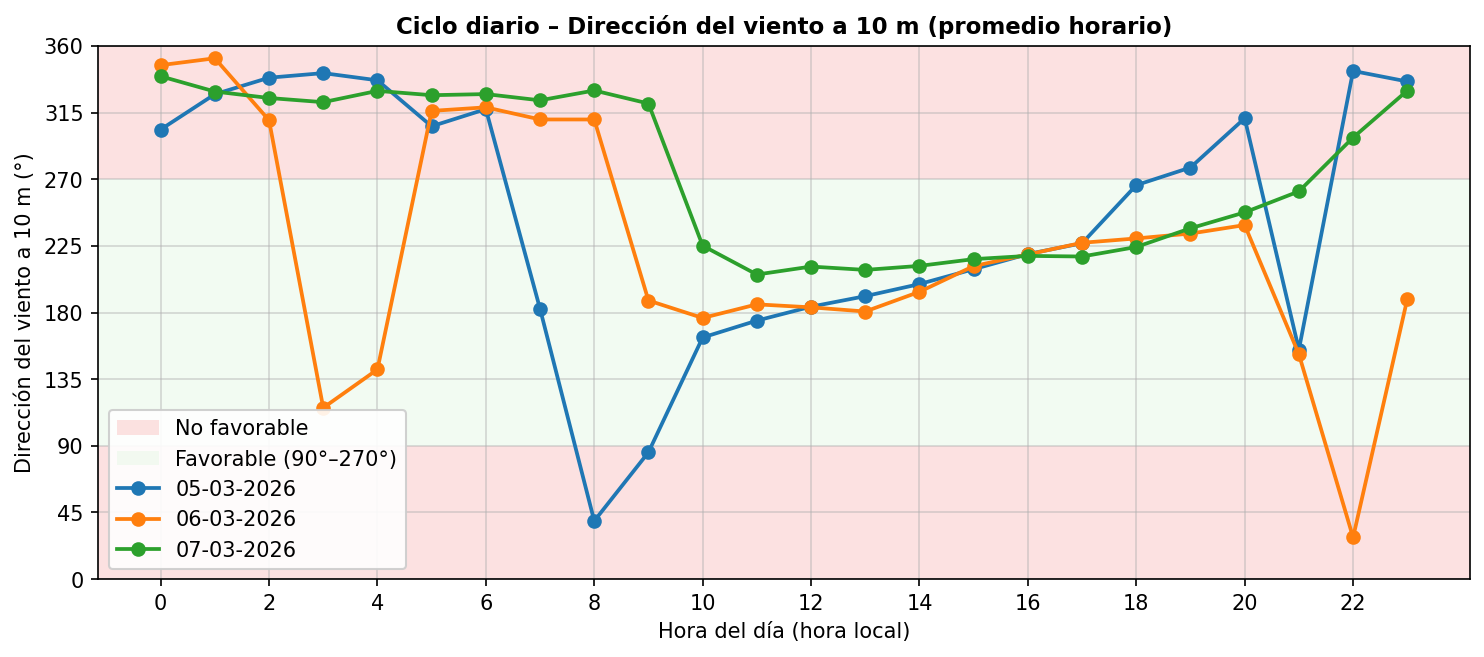 Ciclo diario – Dirección del viento a 10 m (promedio horario)
Dirección del viento a 10 m (°)
360
315
270
225
180
135
90
45
0
No favorable
Favorable (90°–270°)
05-03-2026
06-03-2026
07-03-2026
0 2 4 6 8 10 12 14 16 18 20 22
Hora del día (hora local)